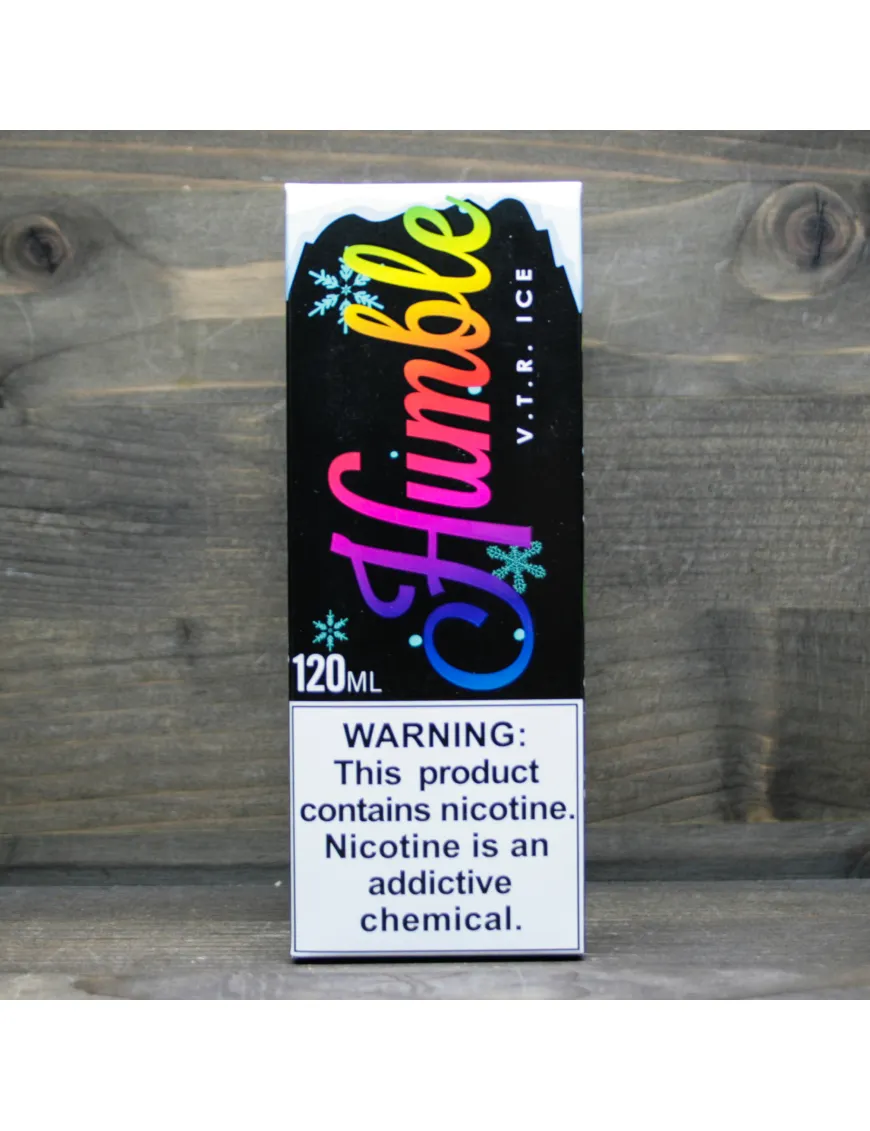 Humble
V.T.R. ICE
120ML
WARNING:
This product
contains nicotine.
Nicotine is an
addictive
chemical.